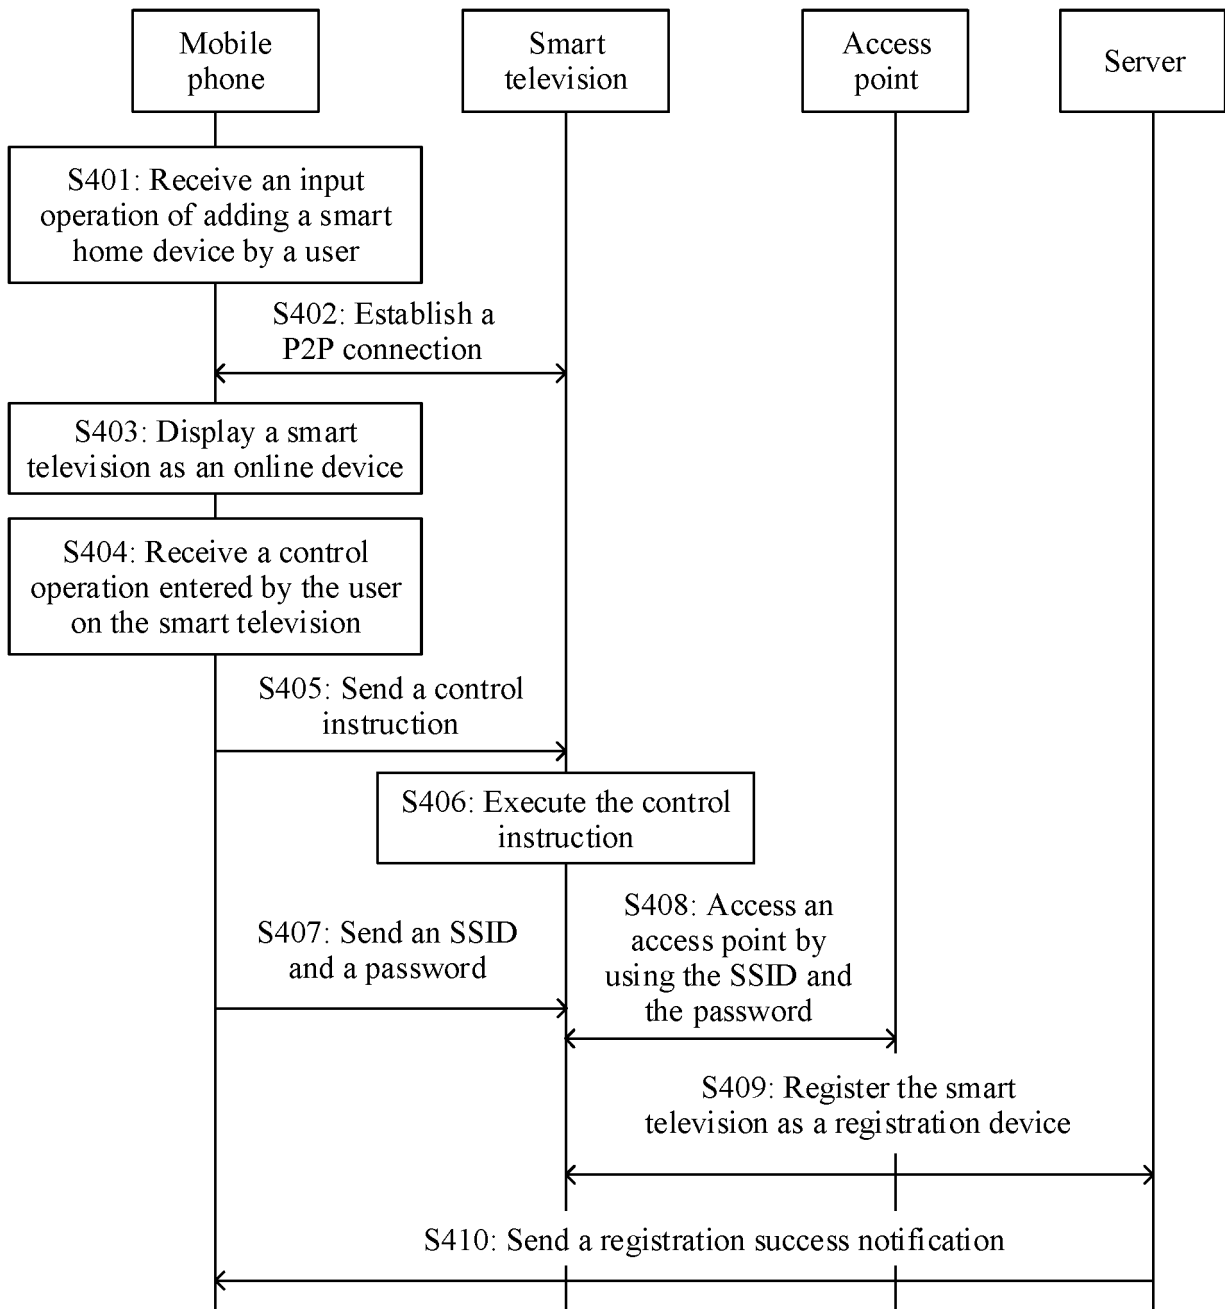 Mobile
phone
Smart
television
Access
point
Server
S401: Receive an input
operation of adding a smart
home device by a user
S402: Establish a
P2P connection
S403: Display a smart
television as an online device
S404: Receive a control
operation entered by the user
on the smart television
S405: Send a control
instruction
S406: Execute the control
instruction
S407: Send an SSID
and a password
S408: Access an
access point by
using the SSID and
the password
S409: Register the smart
television as a registration device
S410: Send a registration success notification